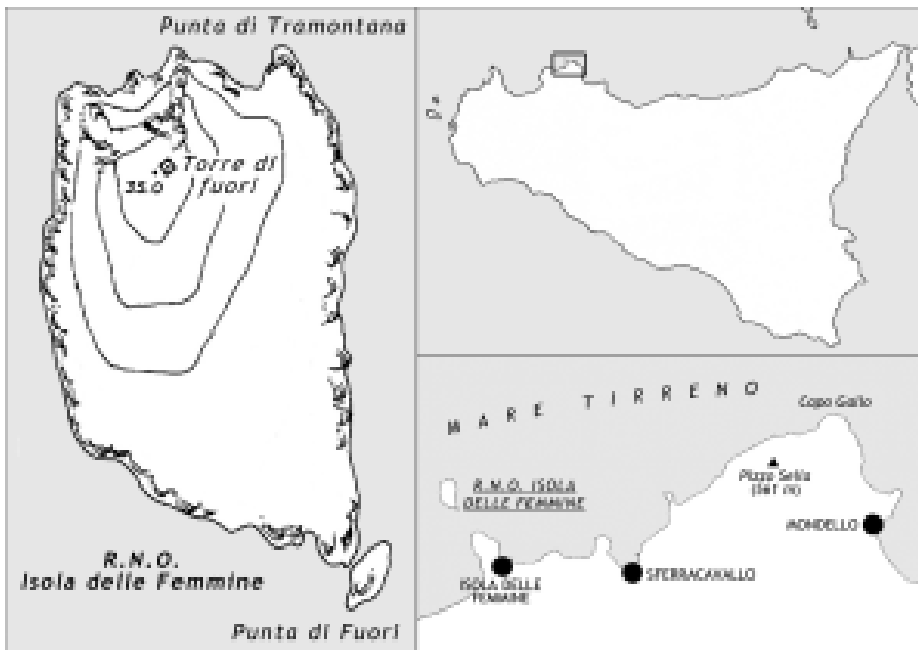 Punta di Tramontana
Torre di
fuori
35.0
R.N.O.
Isola delle Femmine
Punta di Fuori
MARE TIRRENO
Capo Gallo
Pizzo Sella
R.N.O. ISOLA
DELLE FEMMINE
MONDELLO
ISOLA DELLE
FEMMINE
SFERRACAVALLO